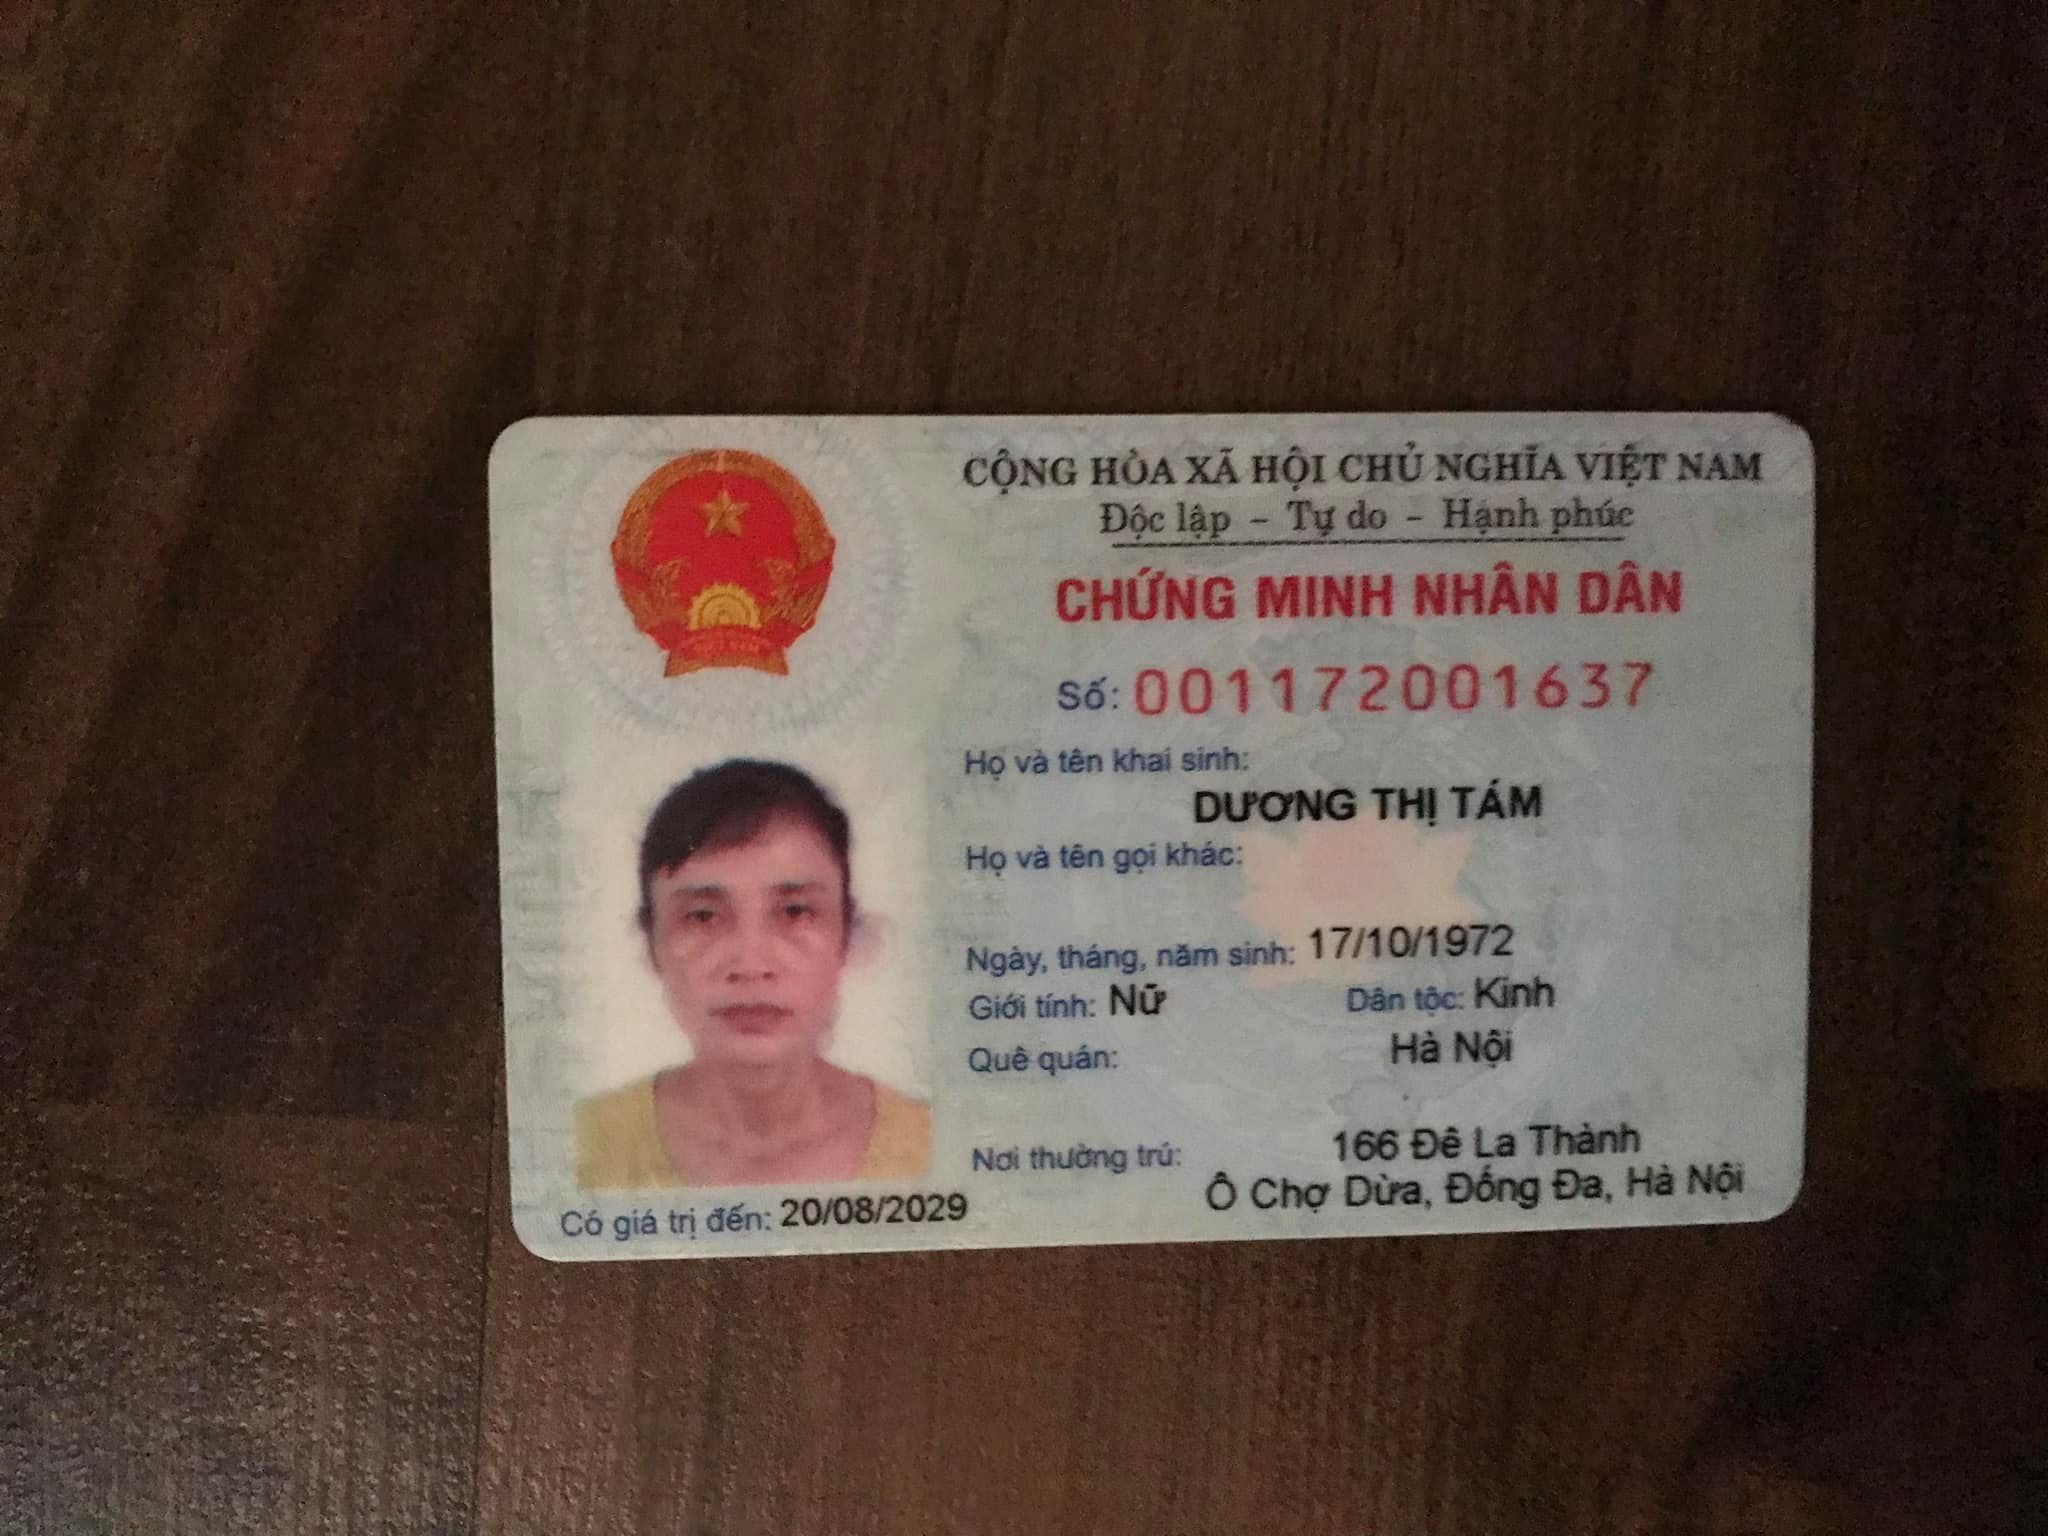 CỘNG HÒA XÃ HỘI CHỦ NGHĨA VIỆT NAM
Độc lập - Tự do - Hạnh phúc
CHỨNG MINH NHÂN DÂN
Số: 001172001637
Họ và tên khai sinh:
DƯƠNG THỊ TÁM
Họ và tên gọi khác:
Ngày, tháng, năm sinh: 17/10/1972
Giới tính: Nữ Dân tộc: Kinh
Quê quán: Hà Nội
Nơi thường trú: 166 Đê La Thành
Ô Chợ Dừa, Đống Đa, Hà Nội
Có giá trị đến: 20/08/2029